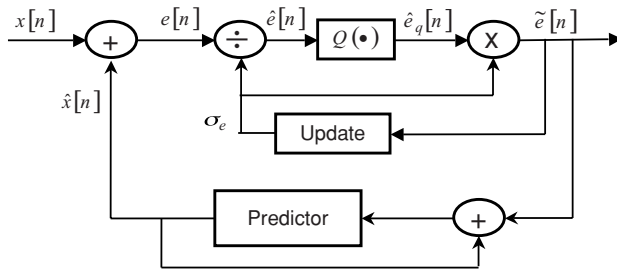 x[n] + e[n] ÷ ê[n] Q(•) ê_q[n] X ẽ[n]
x̂[n]
σ_e Update
Predictor +